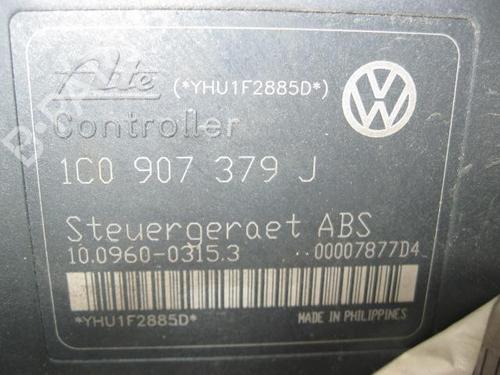 Ate (*YHU1F2885D*)
Controller
1C0 907 379 J
Steuergeraet ABS
10.0960-0315.3 00007877D4
*YHU1F2885D* MADE IN PHILIPPINES